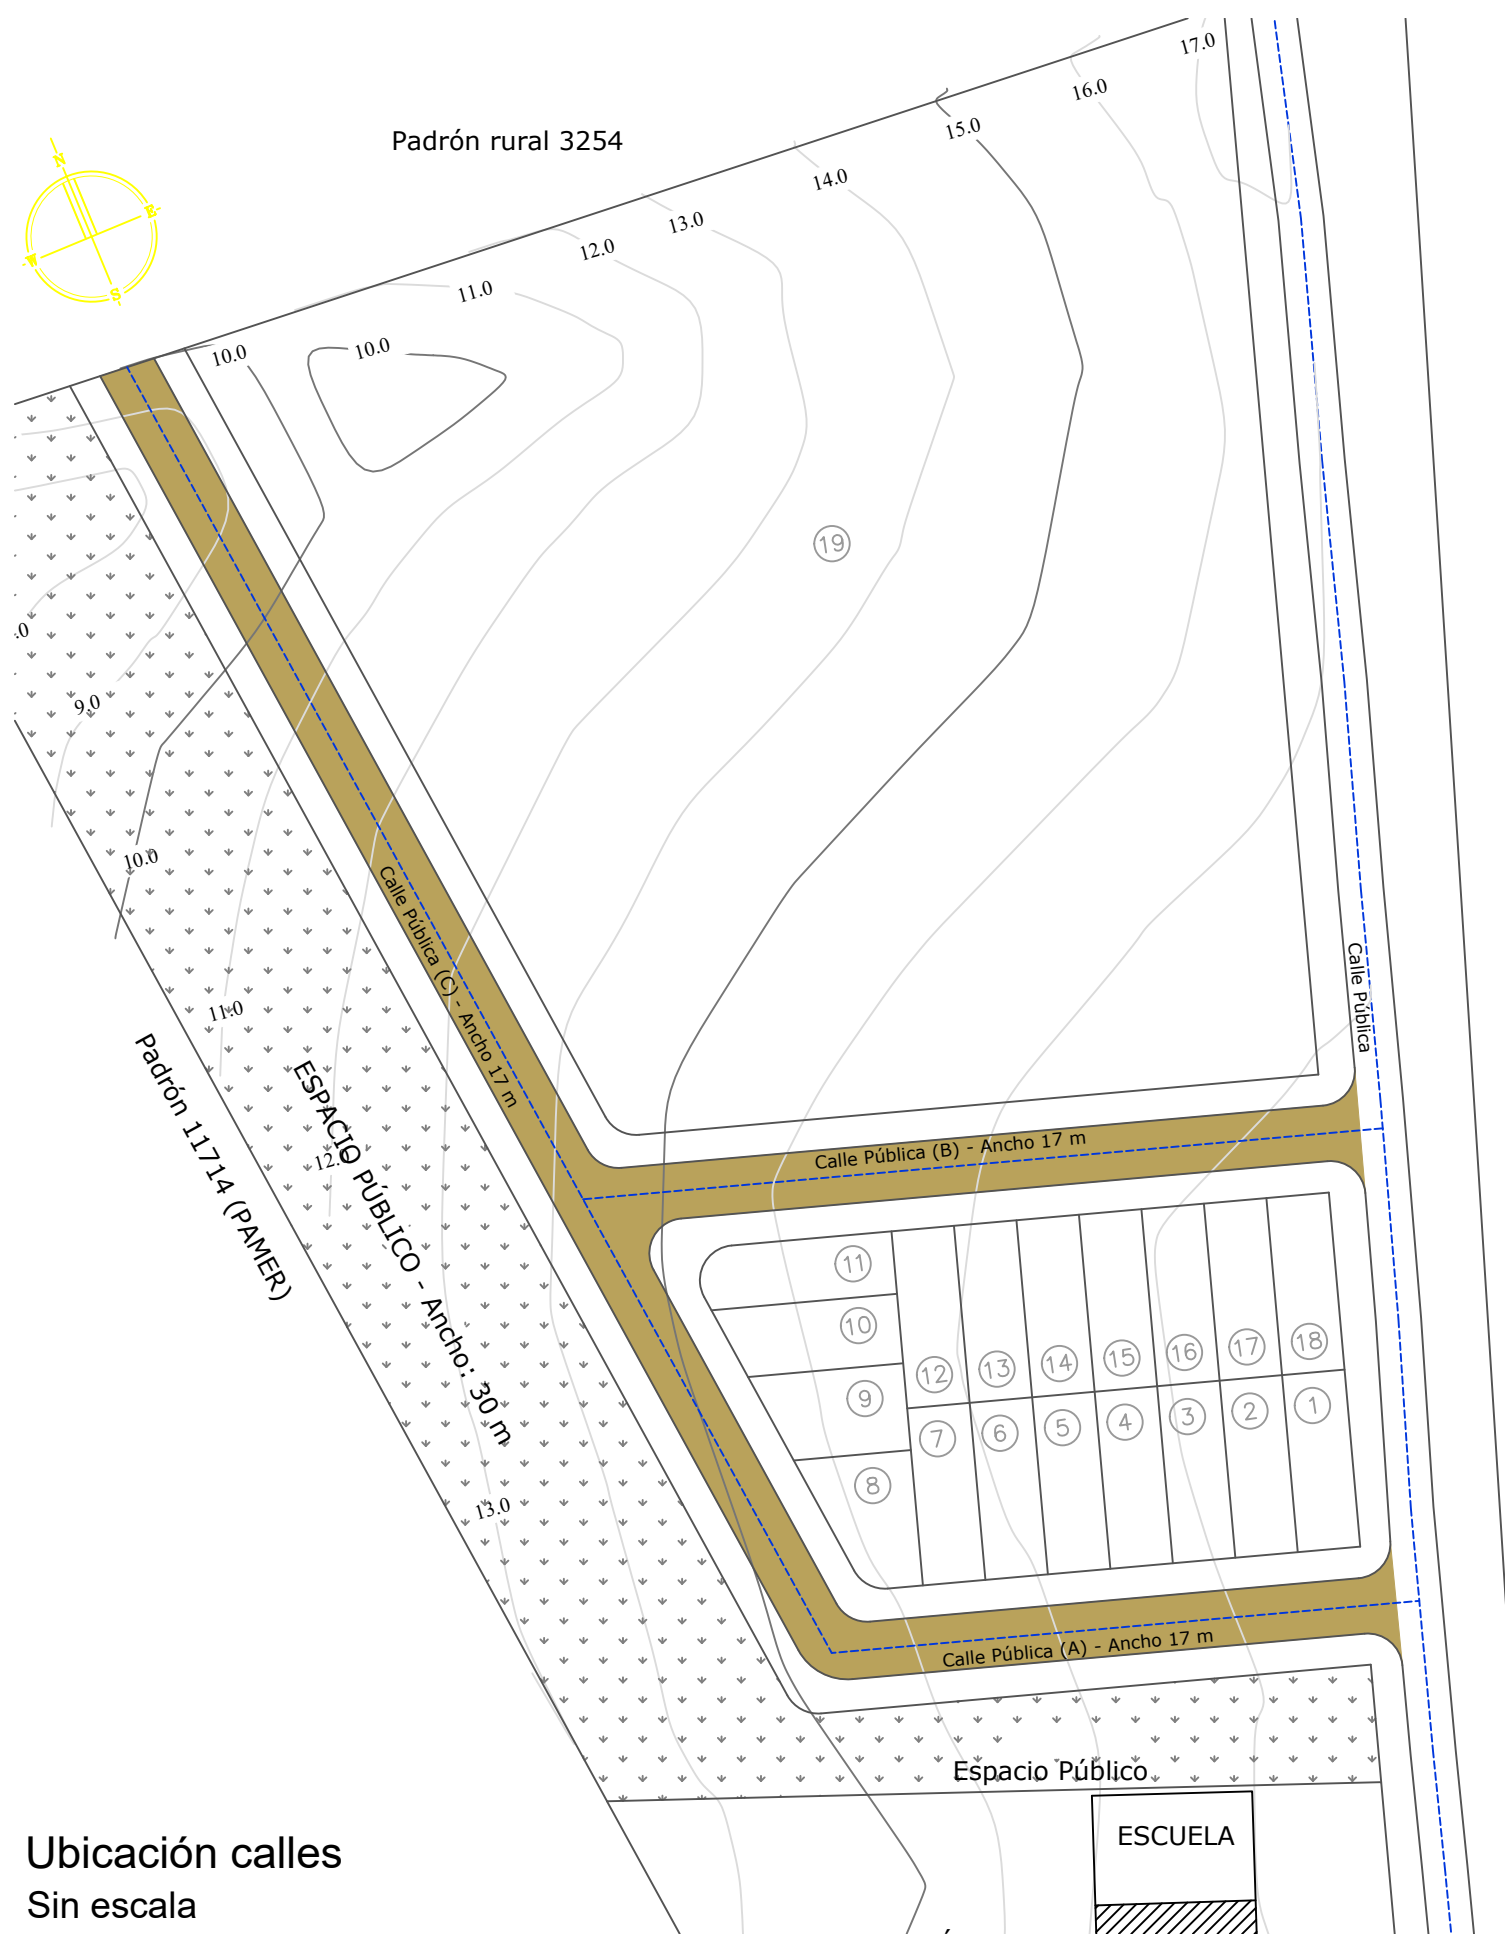 17.0
16.0
15.0
Padrón rural 3254
N
14.0
E
13.0
12.0
W
11.0
S
10.0
10.0
19
.0
9.0
10.0
Calle Pública (C) - Ancho 17 m
Calle Pública
11.0
Padrón 11714 (PAMER)
ESPACIO PÚBLICO - Ancho: 30 m
12.
Calle Pública (B) - Ancho 17 m
11
10
9
8
12
13
14
15
16
17
18
7
6
5
4
3
2
1
13.0
Calle Pública (A) - Ancho 17 m
Espacio Público
ESCUELA
Ubicación calles
Sin escala